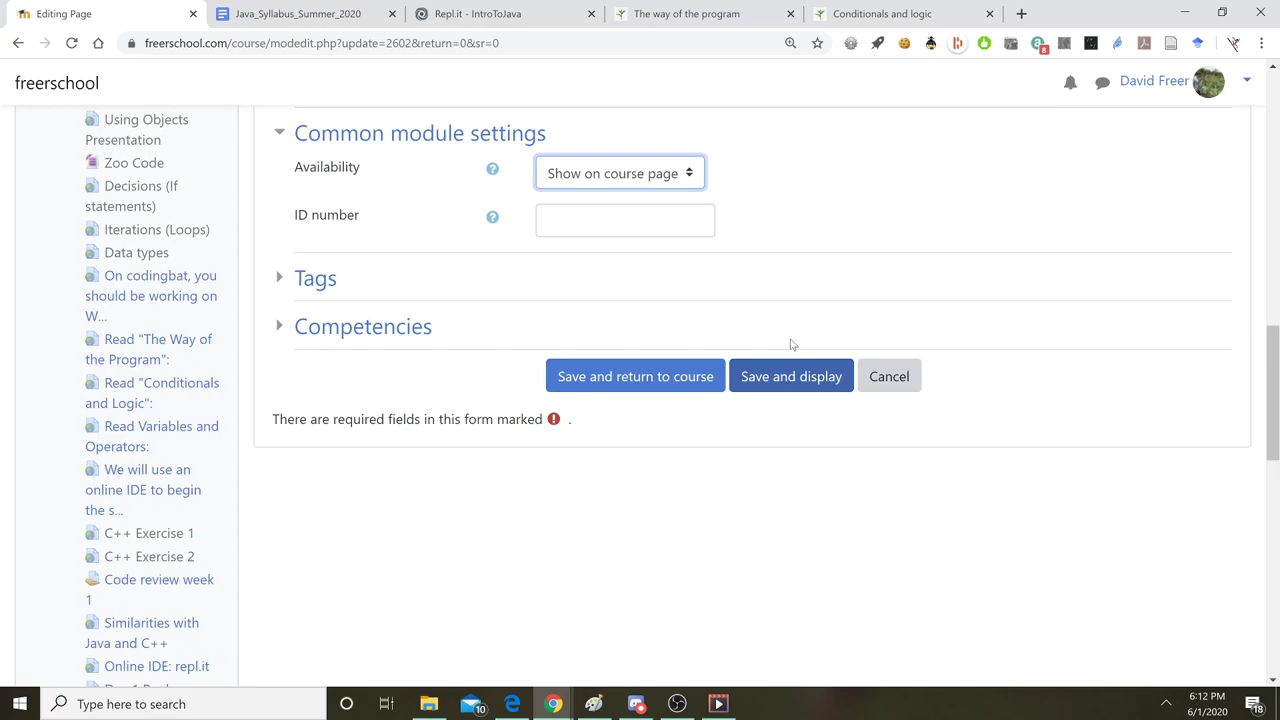 Editing Page
Java_Syllabus_Summer_2020
Repl.it - IntroToJava
The way of the program
Conditionals and logic
freerschool.com/course/modedit.php?update=2602&return=0&sr=0
8
freerschool
David Freer
Using Objects
Presentation
Zoo Code
Decisions (If
statements)
Iterations (Loops)
Data types
On codingbat, you
should be working on
W...
Read "The Way of
the Program":
Read "Conditionals
and Logic":
Read Variables and
Operators:
We will use an
online IDE to begin
the s...
C++ Exercise 1
C++ Exercise 2
Code review week
1
Similarities with
Java and C++
Online IDE: repl.it
Common module settings
Availability
Show on course page
ID number
Tags
Competencies
Save and return to course
Save and display
Cancel
There are required fields in this form marked .
Type here to search
10
6:12 PM
6/1/2020
18